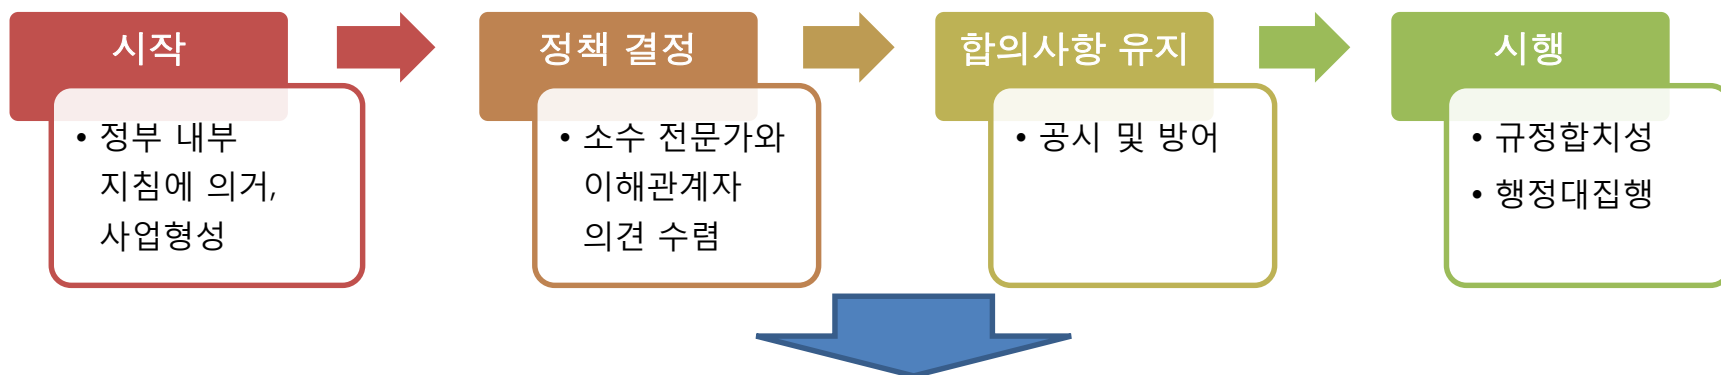 시작
• 정부 내부
지침에 의거,
사업형성
정책 결정
• 소수 전문가와
이해관계자
의견 수렴
합의사항 유지
• 공시 및 방어
시행
• 규정합치성
• 행정대집행